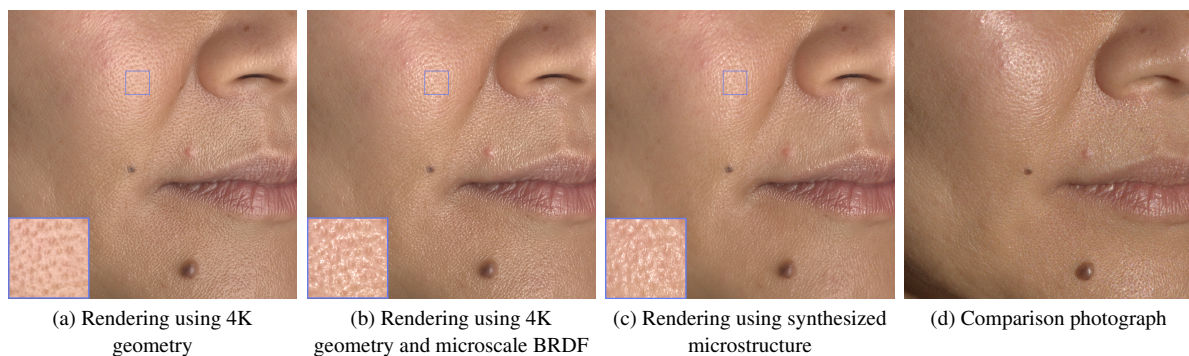 (a) Rendering using 4K
geometry
(b) Rendering using 4K
geometry and microscale BRDF
(c) Rendering using synthesized
microstructure
(d) Comparison photograph